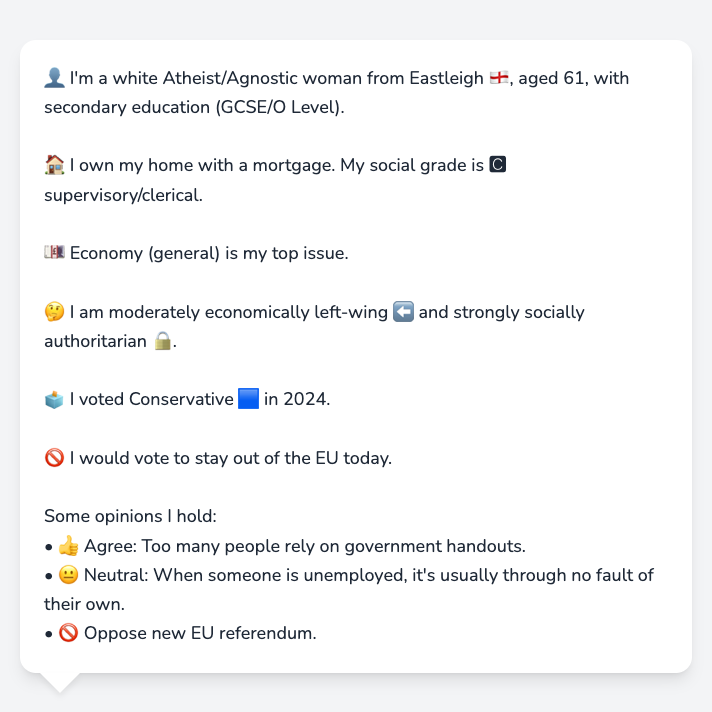 👤 I'm a white Atheist/Agnostic woman from Eastleigh 🏴󠁧󠁢󠁥󠁮󠁧󠁿, aged 61, with
secondary education (GCSE/O Level).
🏠 I own my home with a mortgage. My social grade is 🅲
supervisory/clerical.
💷 Economy (general) is my top issue.
🤔 I am moderately economically left-wing ⬅️ and strongly socially
authoritarian 🔒.
🗳️ I voted Conservative 🟦 in 2024.
🚫 I would vote to stay out of the EU today.
Some opinions I hold:
• 👍 Agree: Too many people rely on government handouts.
• 😐 Neutral: When someone is unemployed, it's usually through no fault of
their own.
• 🚫 Oppose new EU referendum.